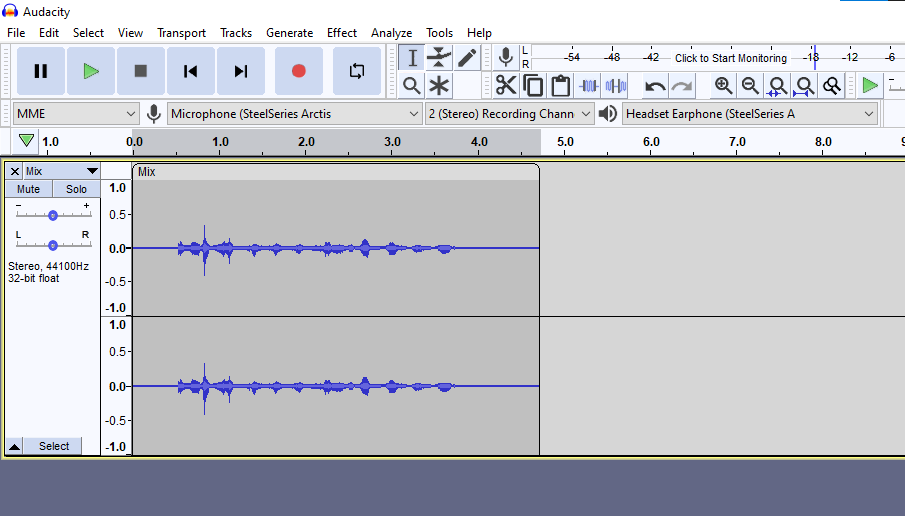 Audacity
File Edit Select View Transport Tracks Generate Effect Analyze Tools Help
L
R
-54 -48 -42 Click to Start Monitoring -18 -12 -6
MME Microphone (SteelSeries Arctis 2 (Stereo) Recording Chann Headset Earphone (SteelSeries A
1.0 0.0 1.0 2.0 3.0 4.0 5.0 6.0 7.0 8.0
Mix Mix
Mute Solo 1.0
- + 0.5
L R 0.0
Stereo, 44100Hz -0.5
32-bit float
-1.0
1.0
0.5
0.0
-0.5
Select -1.0